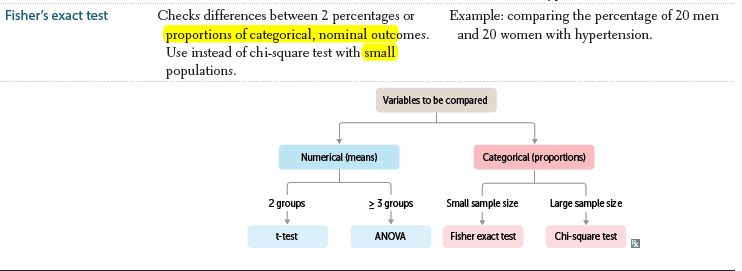 Fisher's exact test
Checks differences between 2 percentages or
proportions of categorical, nominal outcomes.
Use instead of chi-square test with small
populations.
Example: comparing the percentage of 20 men
and 20 women with hypertension.
Variables to be compared
Numerical (means)
Categorical (proportions)
2 groups
≥ 3 groups
Small sample size
Large sample size
t-test
ANOVA
Fisher exact test
Chi-square test